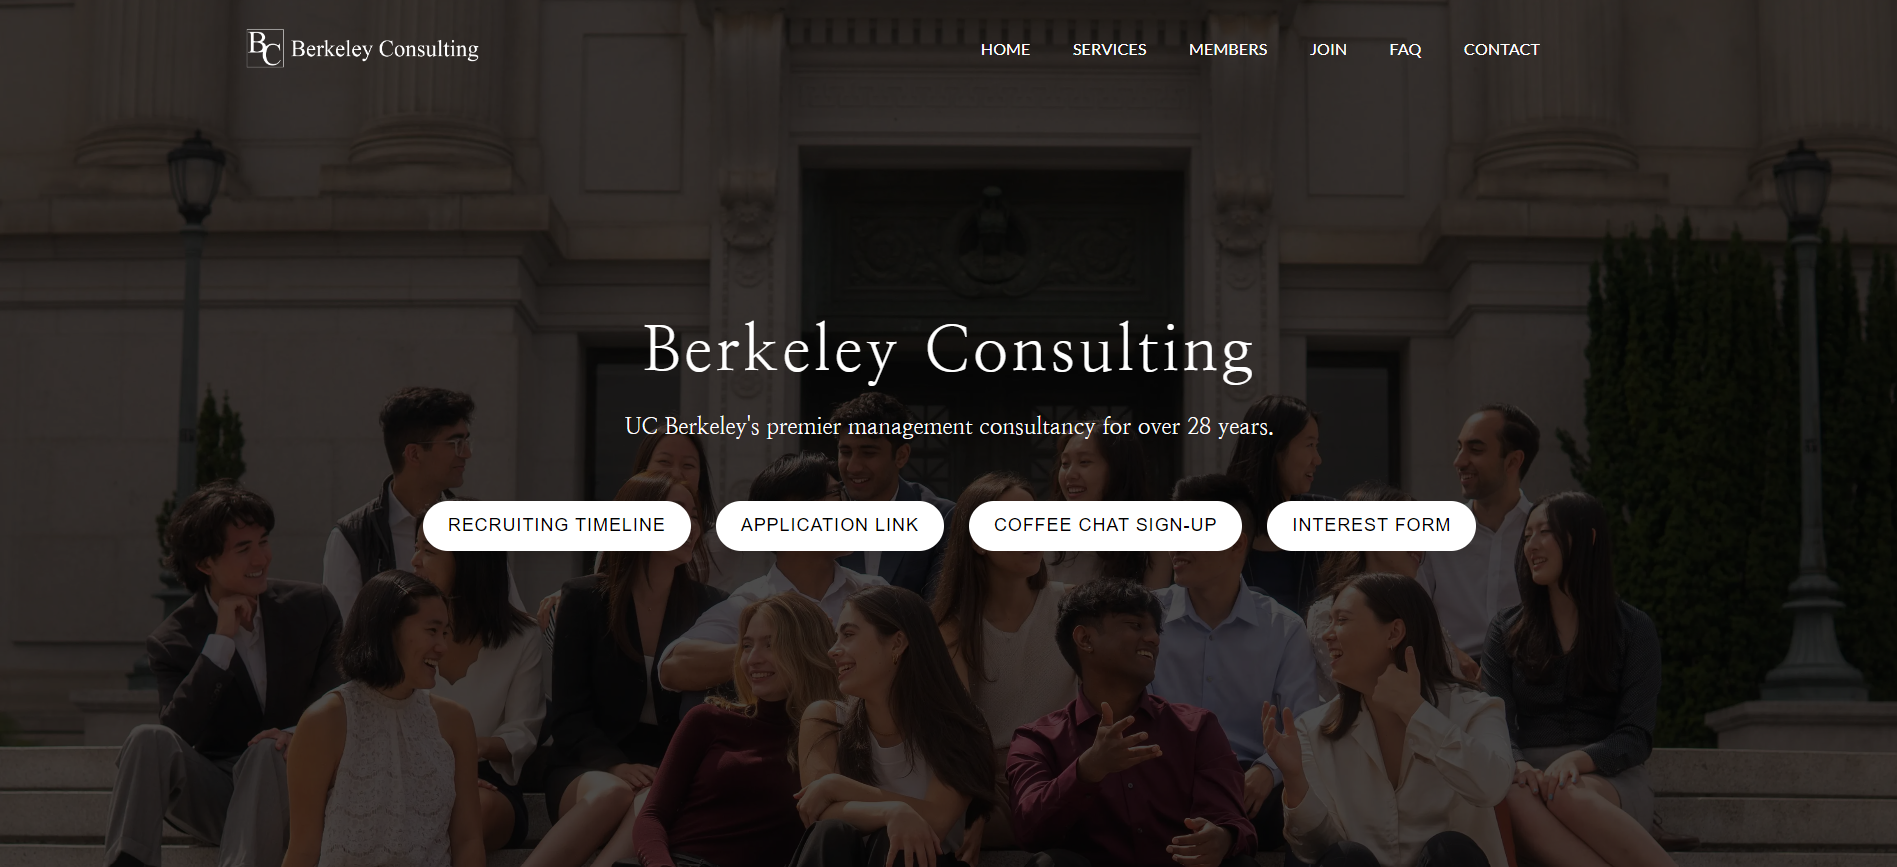 BC Berkeley Consulting
HOME SERVICES MEMBERS JOIN FAQ CONTACT
Berkeley Consulting
UC Berkeley's premier management consultancy for over 28 years.
RECRUITING TIMELINE APPLICATION LINK COFFEE CHAT SIGN-UP INTEREST FORM